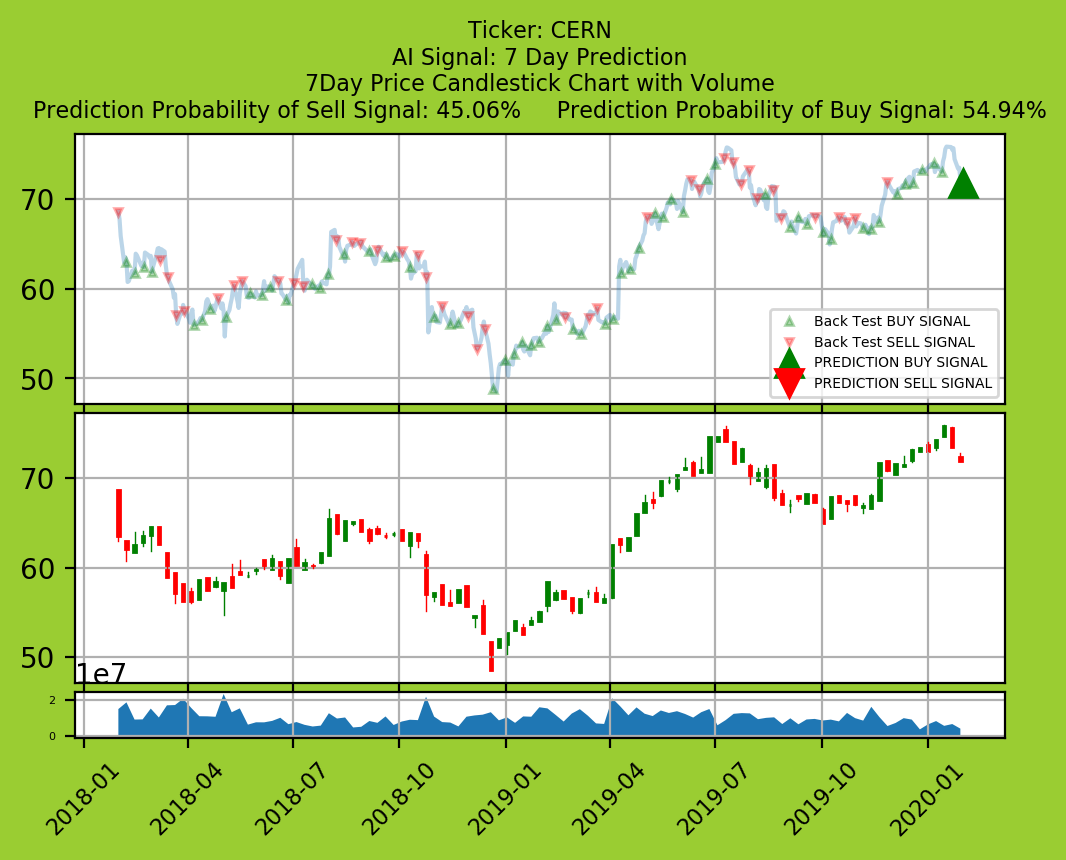 Ticker: CERN
AI Signal: 7 Day Prediction
7Day Price Candlestick Chart with Volume
Prediction Probability of Sell Signal: 45.06%     Prediction Probability of Buy Signal: 54.94%
70
60
50
Back Test BUY SIGNAL
Back Test SELL SIGNAL
PREDICTION BUY SIGNAL
PREDICTION SELL SIGNAL
70
60
50
1e7
2
0
2018-01
2018-04
2018-07
2018-10
2019-01
2019-04
2019-07
2019-10
2020-01